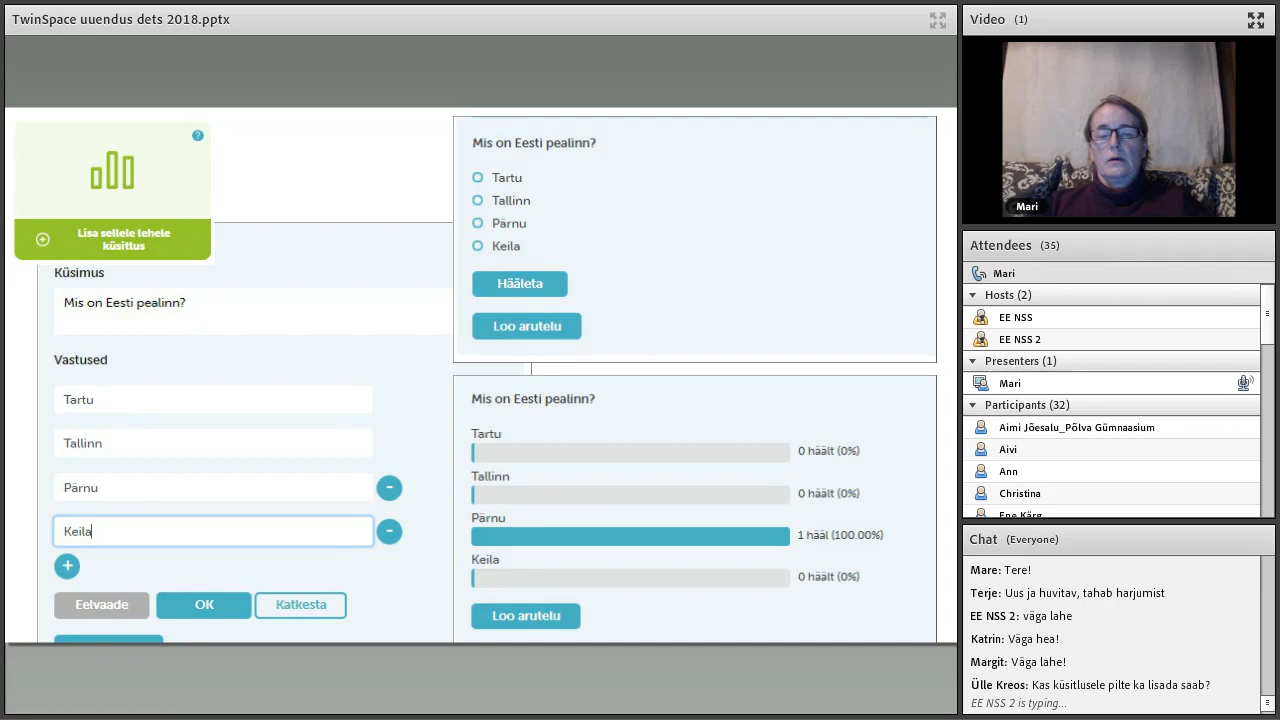 TwinSpace uuendus dets 2018.pptx
?
Lisa sellele lehele
küsitlus
Küsimus
Mis on Eesti pealinn?
Vastused
Tartu
Tallinn
Pärnu
-
Keila
-
+
Eelvaade
OK
Katkesta
Mis on Eesti pealinn?
Tartu
Tallinn
Pärnu
Keila
Hääleta
Loo arutelu
Mis on Eesti pealinn?
Tartu
0 häält (0%)
Tallinn
0 häält (0%)
Pärnu
1 hääl (100.00%)
Keila
0 häält (0%)
Loo arutelu
Video (1)
Mari
Attendees (35)
Mari
Hosts (2)
EE NSS
EE NSS 2
Presenters (1)
Mari
Participants (32)
Aimi Jõesalu_Põlva Gümnaasium
Aivi
Ann
Christina
Ene Kärg
Chat (Everyone)
Mare: Tere!
Terje: Uus ja huvitav, tahab harjumist
EE NSS 2: väga lahe
Katrin: Väga hea!
Margit: Väga lahe!
Ülle Kreos: Kas küsitlusele pilte ka lisada saab?
EE NSS 2 is typing...